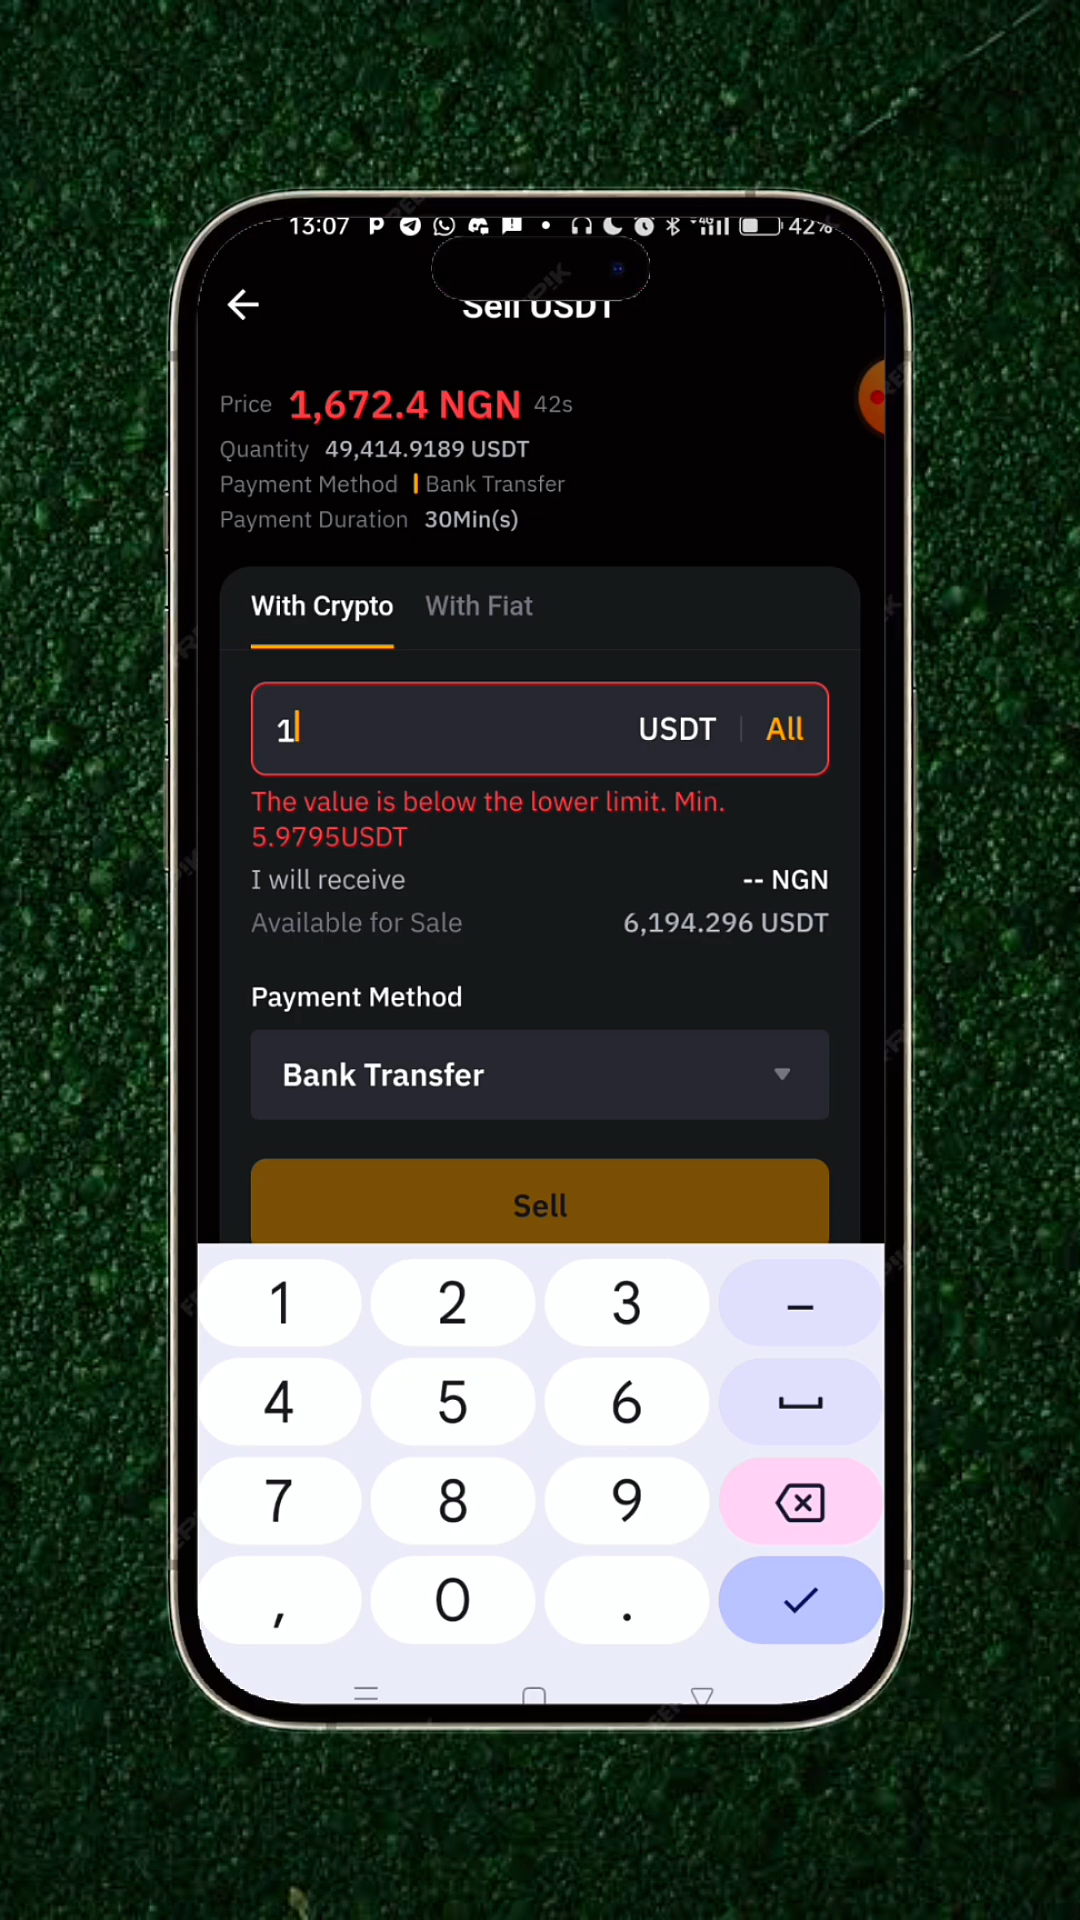 13:07 42%
Sell USDT
Price 1,672.4 NGN 42s
Quantity 49,414.9189 USDT
Payment Method Bank Transfer
Payment Duration 30Min(s)
With Crypto With Fiat
1 USDT All
The value is below the lower limit. Min.
5.9795USDT
I will receive -- NGN
Available for Sale 6,194.296 USDT
Payment Method
Bank Transfer
Sell
1 2 3 –
4 5 6
7 8 9
, 0 .